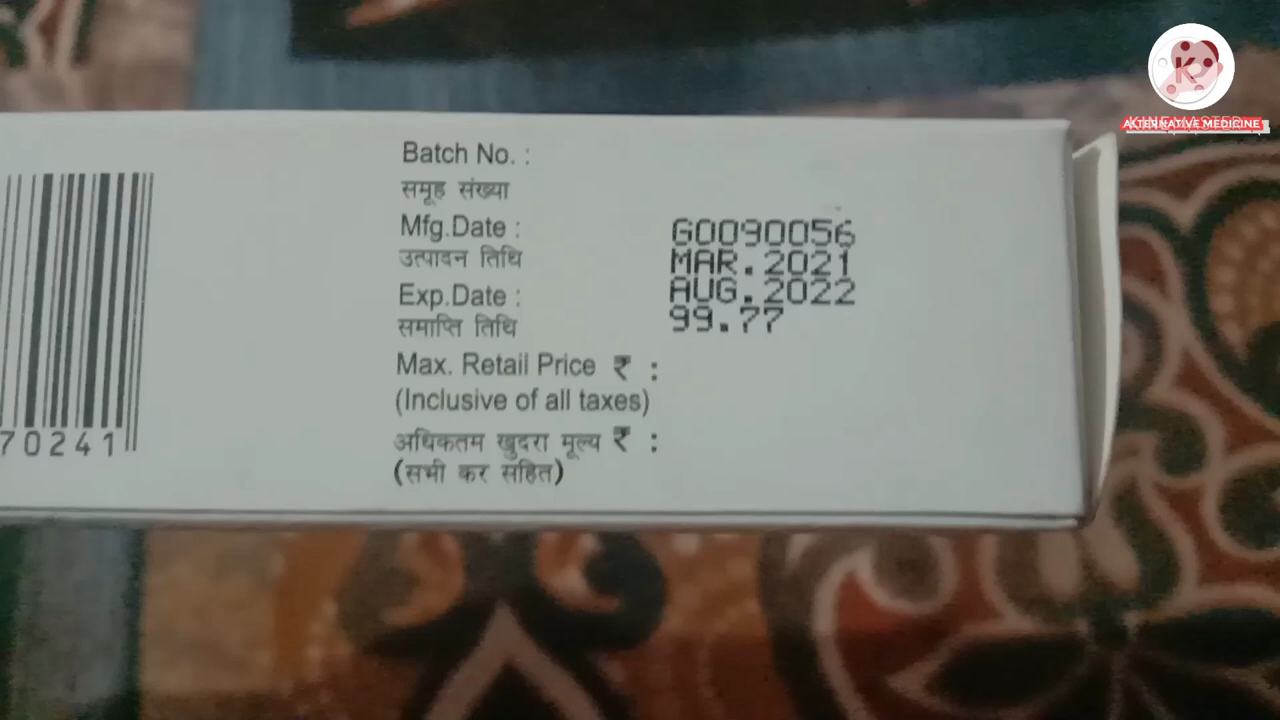 ALTERNATIVE MEDICINE
Batch No. :
समूह संख्या
Mfg.Date :
उत्पादन तिथि
Exp.Date :
समाप्ति तिथि
Max. Retail Price ₹ :
(Inclusive of all taxes)
अधिकतम खुदरा मूल्य ₹ :
(सभी कर सहित)
G0090056
MAR.2021
AUG.2022
99.77
70241